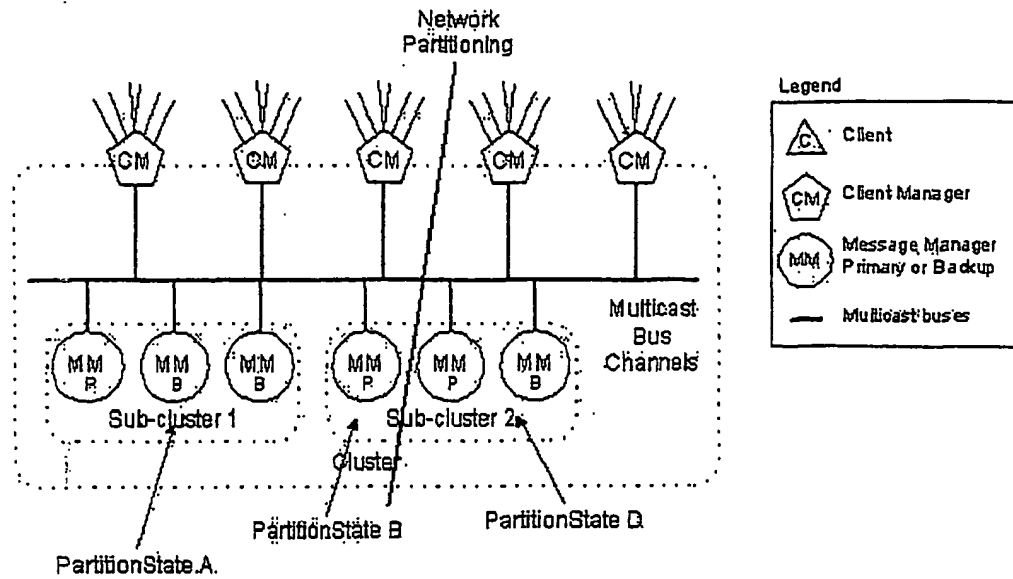 Network
Partitioning
CM CM CM CM CM
Legend
C Client
CM Client Manager
MM Message Manager
Primary or Backup
Multicast buses
Multicast
Bus
Channels
MM MM MM MM MM MM
P B B P P B
Sub-cluster 1 Sub-cluster 2
Cluster
PartitionState B PartitionState D
PartitionState A